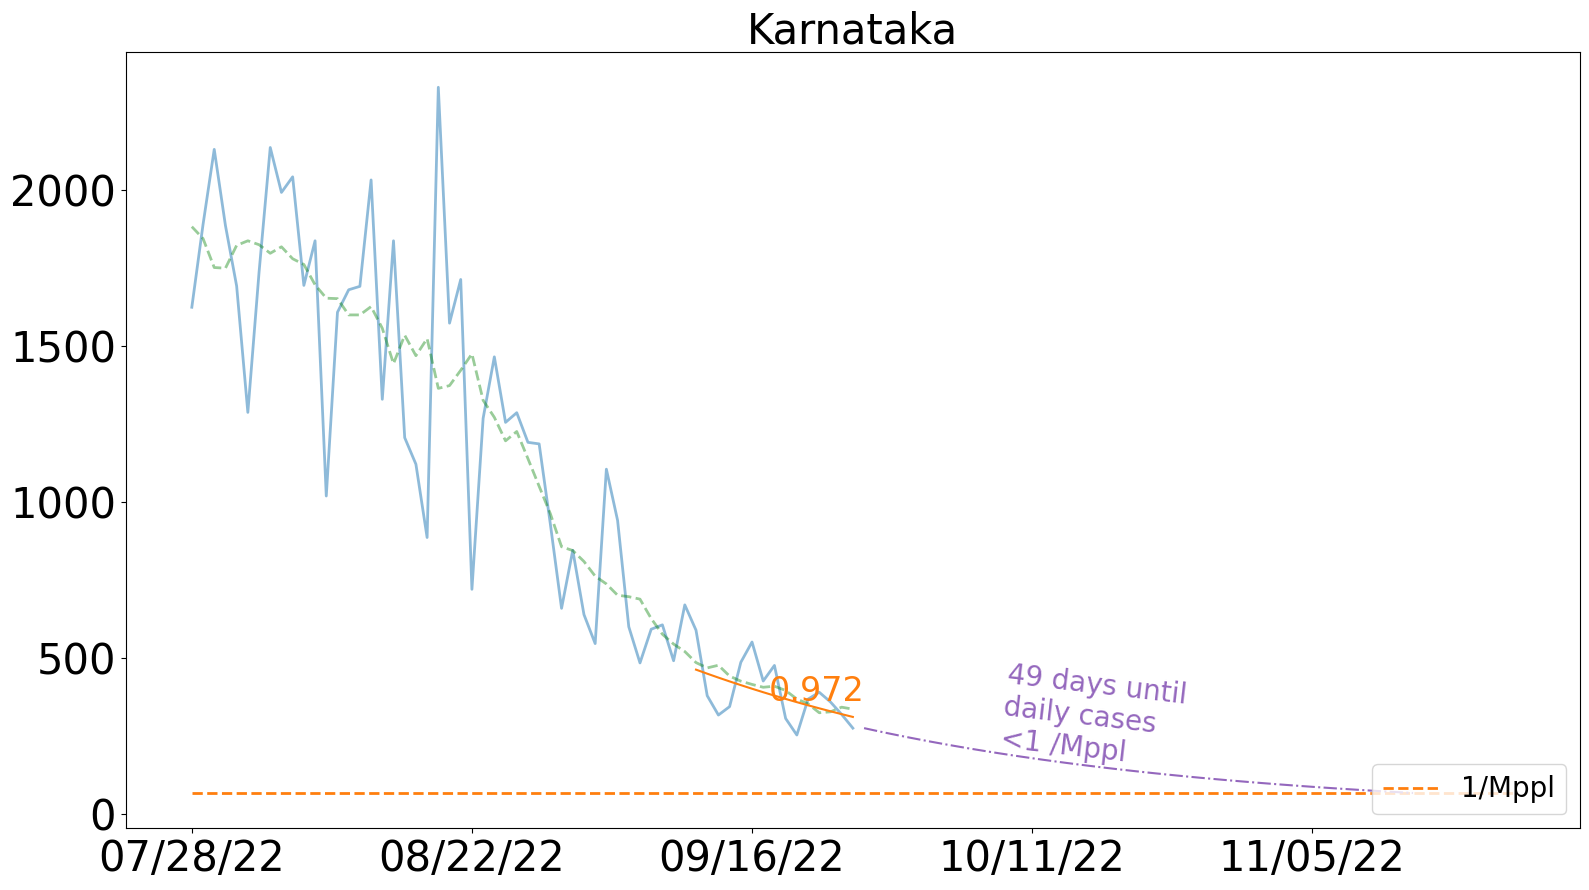 Karnataka
2000
1500
1000
500
0
0.972
49 days until
daily cases
<1 /Mppl
1/Mppl
07/28/22
08/22/22
09/16/22
10/11/22
11/05/22